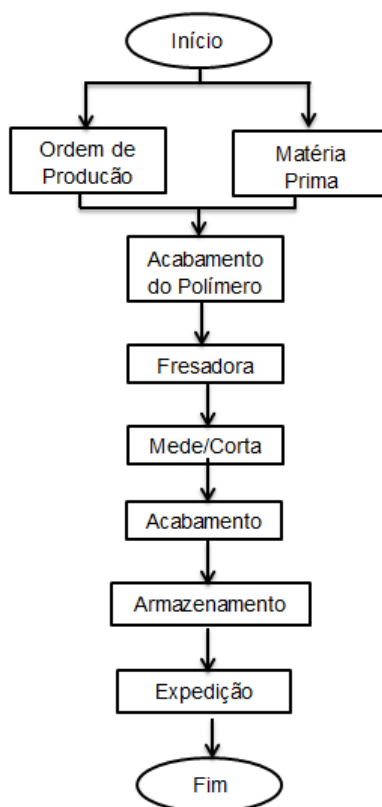 Início
Ordem de
Producão
Matéria
Prima
Acabamento
do Polímero
Fresadora
Mede/Corta
Acabamento
Armazenamento
Expedição
Fim